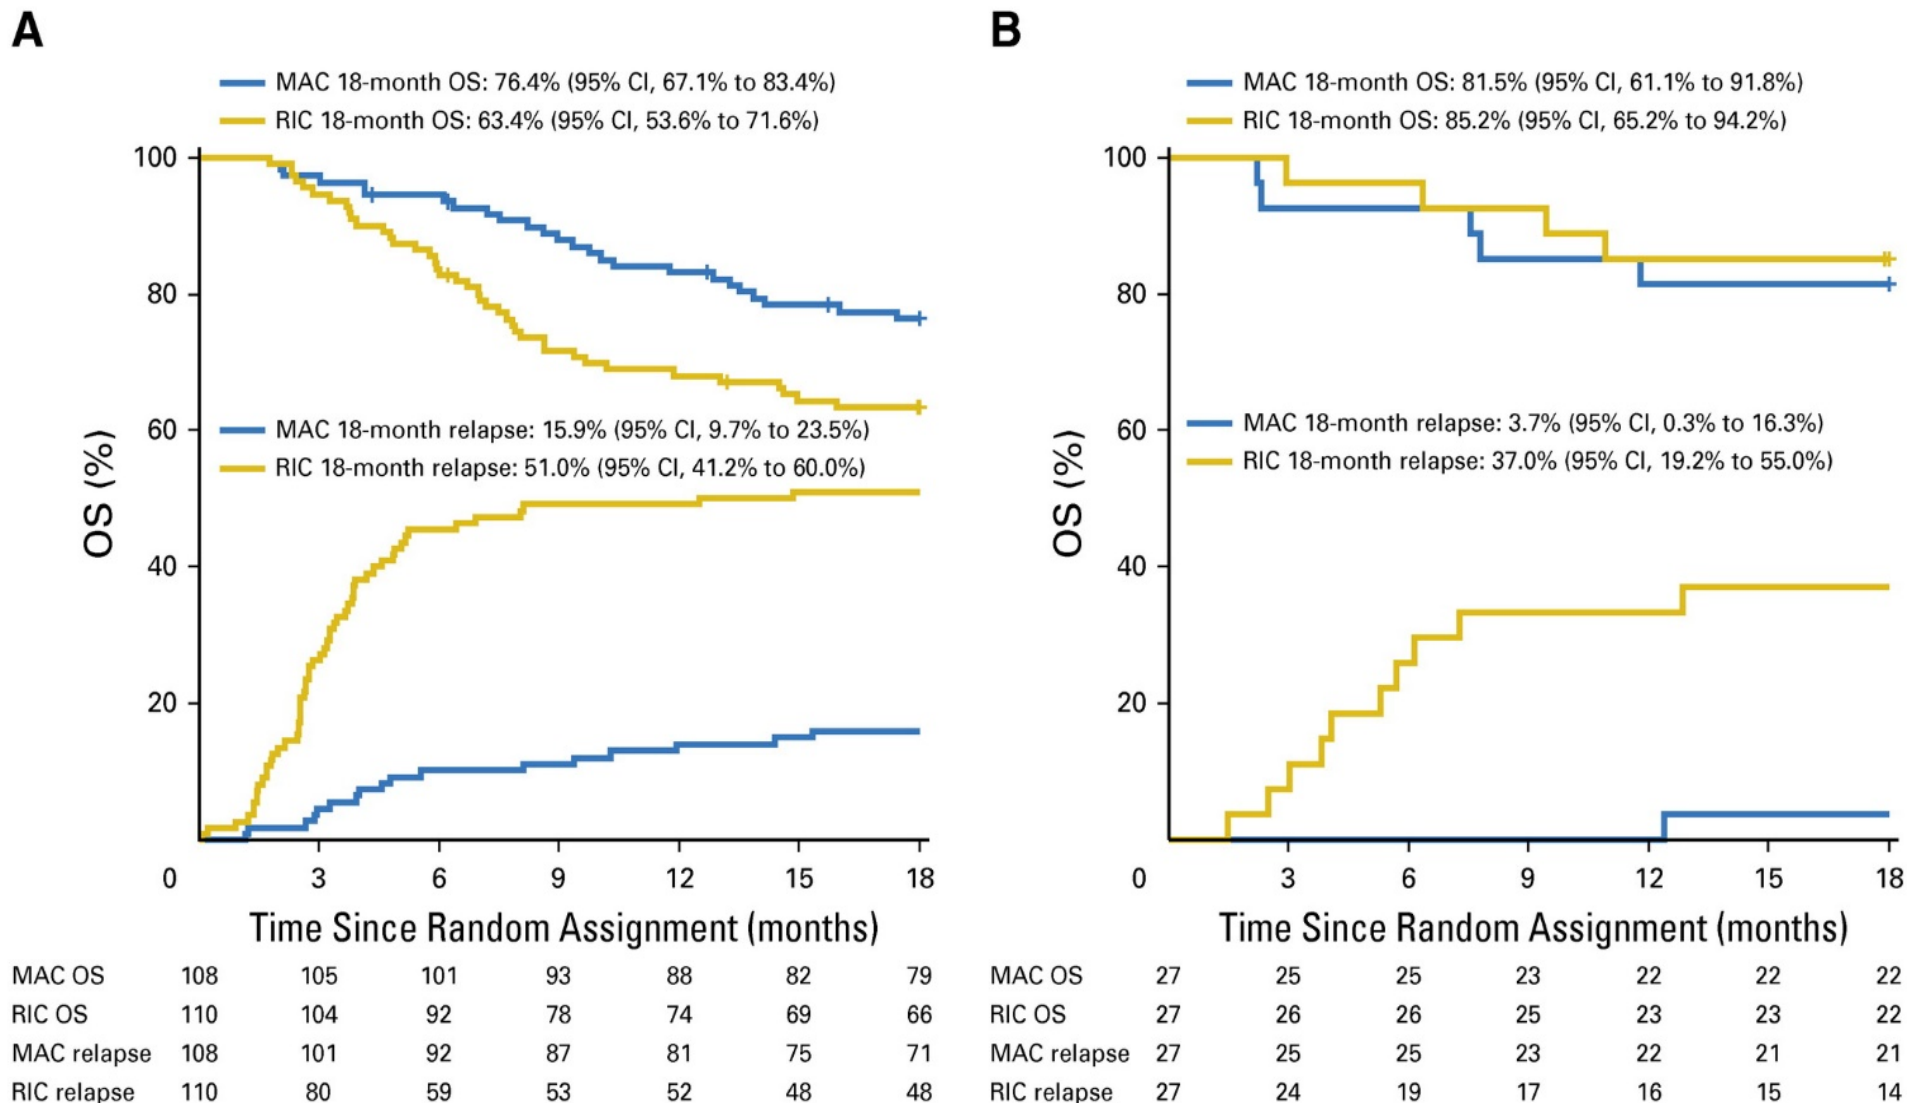 A
MAC 18-month OS: 76.4% (95% CI, 67.1% to 83.4%)
RIC 18-month OS: 63.4% (95% CI, 53.6% to 71.6%)
100
80
60
40
20
0
OS (%)
MAC 18-month relapse: 15.9% (95% CI, 9.7% to 23.5%)
RIC 18-month relapse: 51.0% (95% CI, 41.2% to 60.0%)
3 6 9 12 15 18
Time Since Random Assignment (months)
MAC OS 108 105 101 93 88 82 79
RIC OS 110 104 92 78 74 69 66
MAC relapse 108 101 92 87 81 75 71
RIC relapse 110 80 59 53 52 48 48
B
MAC 18-month OS: 81.5% (95% CI, 61.1% to 91.8%)
RIC 18-month OS: 85.2% (95% CI, 65.2% to 94.2%)
100
80
60
40
20
0
OS (%)
MAC 18-month relapse: 3.7% (95% CI, 0.3% to 16.3%)
RIC 18-month relapse: 37.0% (95% CI, 19.2% to 55.0%)
3 6 9 12 15 18
Time Since Random Assignment (months)
MAC OS 27 25 25 23 22 22 22
RIC OS 27 26 26 25 23 23 22
MAC relapse 27 25 25 23 22 21 21
RIC relapse 27 24 19 17 16 15 14